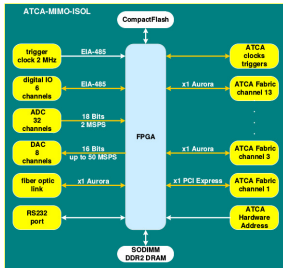 ATCA-MIMO-ISOL
CompactFlash
trigger
clock 2 MHz
EIA-485
ATCA
clocks
triggers
digital IO
6
channels
EIA-485
x1 Aurora
ATCA Fabric
channel 13
.
.
.
ADC
32
channels
18 Bits
2 MSPS
FPGA
DAC
8
channels
16 Bits
up to 50 MSPS
x1 Aurora
ATCA Fabric
channel 3
fiber optic
link
x1 Aurora
x1 PCI Express
ATCA Fabric
channel 1
RS232
port
ATCA
Hardware
Address
SODIMM
DDR2 DRAM